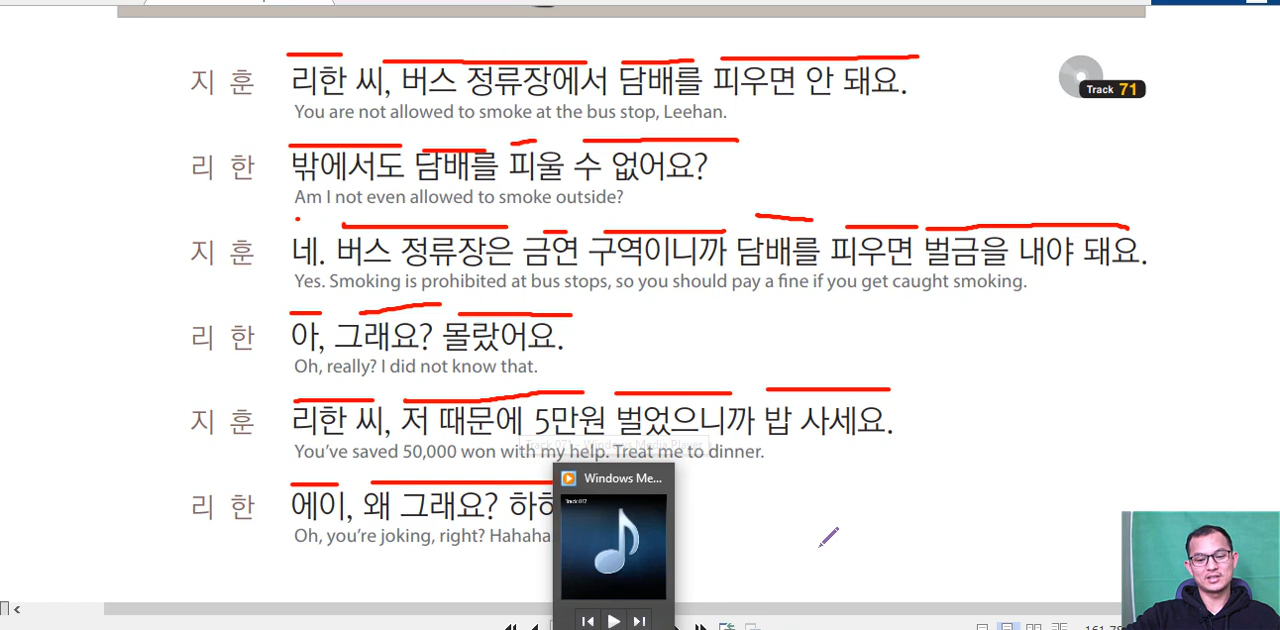 지 훈 리한 씨, 버스 정류장에서 담배를 피우면 안 돼요.
Track 71
You are not allowed to smoke at the bus stop, Leehan.
리 한 밖에서도 담배를 피울 수 없어요?
Am I not even allowed to smoke outside?
지 훈 네. 버스 정류장은 금연 구역이니까 담배를 피우면 벌금을 내야 돼요.
Yes. Smoking is prohibited at bus stops, so you should pay a fine if you get caught smoking.
리 한 아, 그래요? 몰랐어요.
Oh, really? I did not know that.
지 훈 리한 씨, 저 때문에 5만원 벌었으니까 밥 사세요.
Track 071 - Windows Media Player
You've saved 50,000 won with my help. Treat me to dinner.
Windows Me...
리 한 에이, 왜 그래요?
Oh, you're joking, right? Hahaha